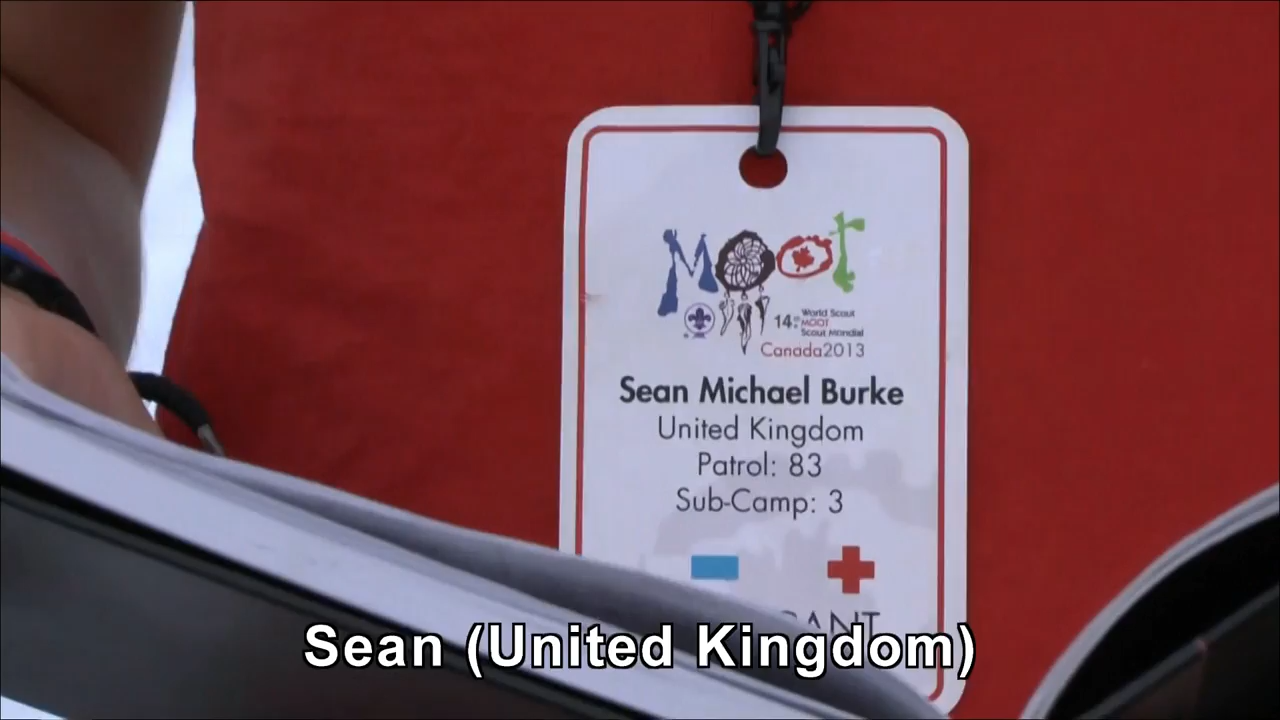 MOOT
14th World Scout
MOOT
Scout Mondial
Canada2013
Sean Michael Burke
United Kingdom
Patrol: 83
Sub-Camp: 3
Sean (United Kingdom)